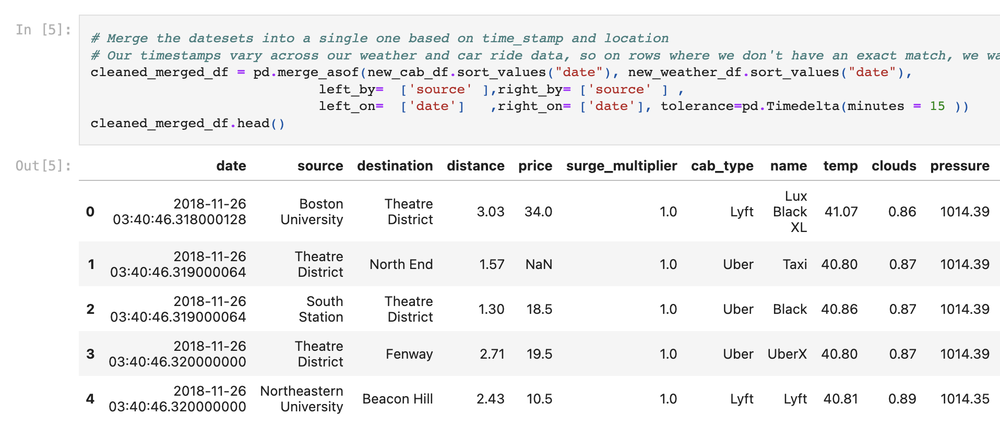 In [5]:
# Merge the datesets into a single one based on time_stamp and location
# Our timestamps vary across our weather and car ride data, so on rows where we don't have an exact match, we wa
cleaned_merged_df = pd.merge_asof(new_cab_df.sort_values("date"), new_weather_df.sort_values("date"),
left_by=  ['source' ],right_by= ['source' ] ,
left_on=  ['date']   ,right_on= ['date'], tolerance=pd.Timedelta(minutes = 15 ))
cleaned_merged_df.head()
Out[5]:
date source destination distance price surge_multiplier cab_type name temp clouds pressure
0 2018-11-26 03:40:46.318000128 Boston University Theatre District 3.03 34.0 1.0 Lyft Lux Black XL 41.07 0.86 1014.39
1 2018-11-26 03:40:46.319000064 Theatre District North End 1.57 NaN 1.0 Uber Taxi 40.80 0.87 1014.39
2 2018-11-26 03:40:46.319000064 South Station Theatre District 1.30 18.5 1.0 Uber Black 40.86 0.87 1014.39
3 2018-11-26 03:40:46.320000000 Theatre District Fenway 2.71 19.5 1.0 Uber UberX 40.80 0.87 1014.39
4 2018-11-26 03:40:46.320000000 Northeastern University Beacon Hill 2.43 10.5 1.0 Lyft Lyft 40.81 0.89 1014.35